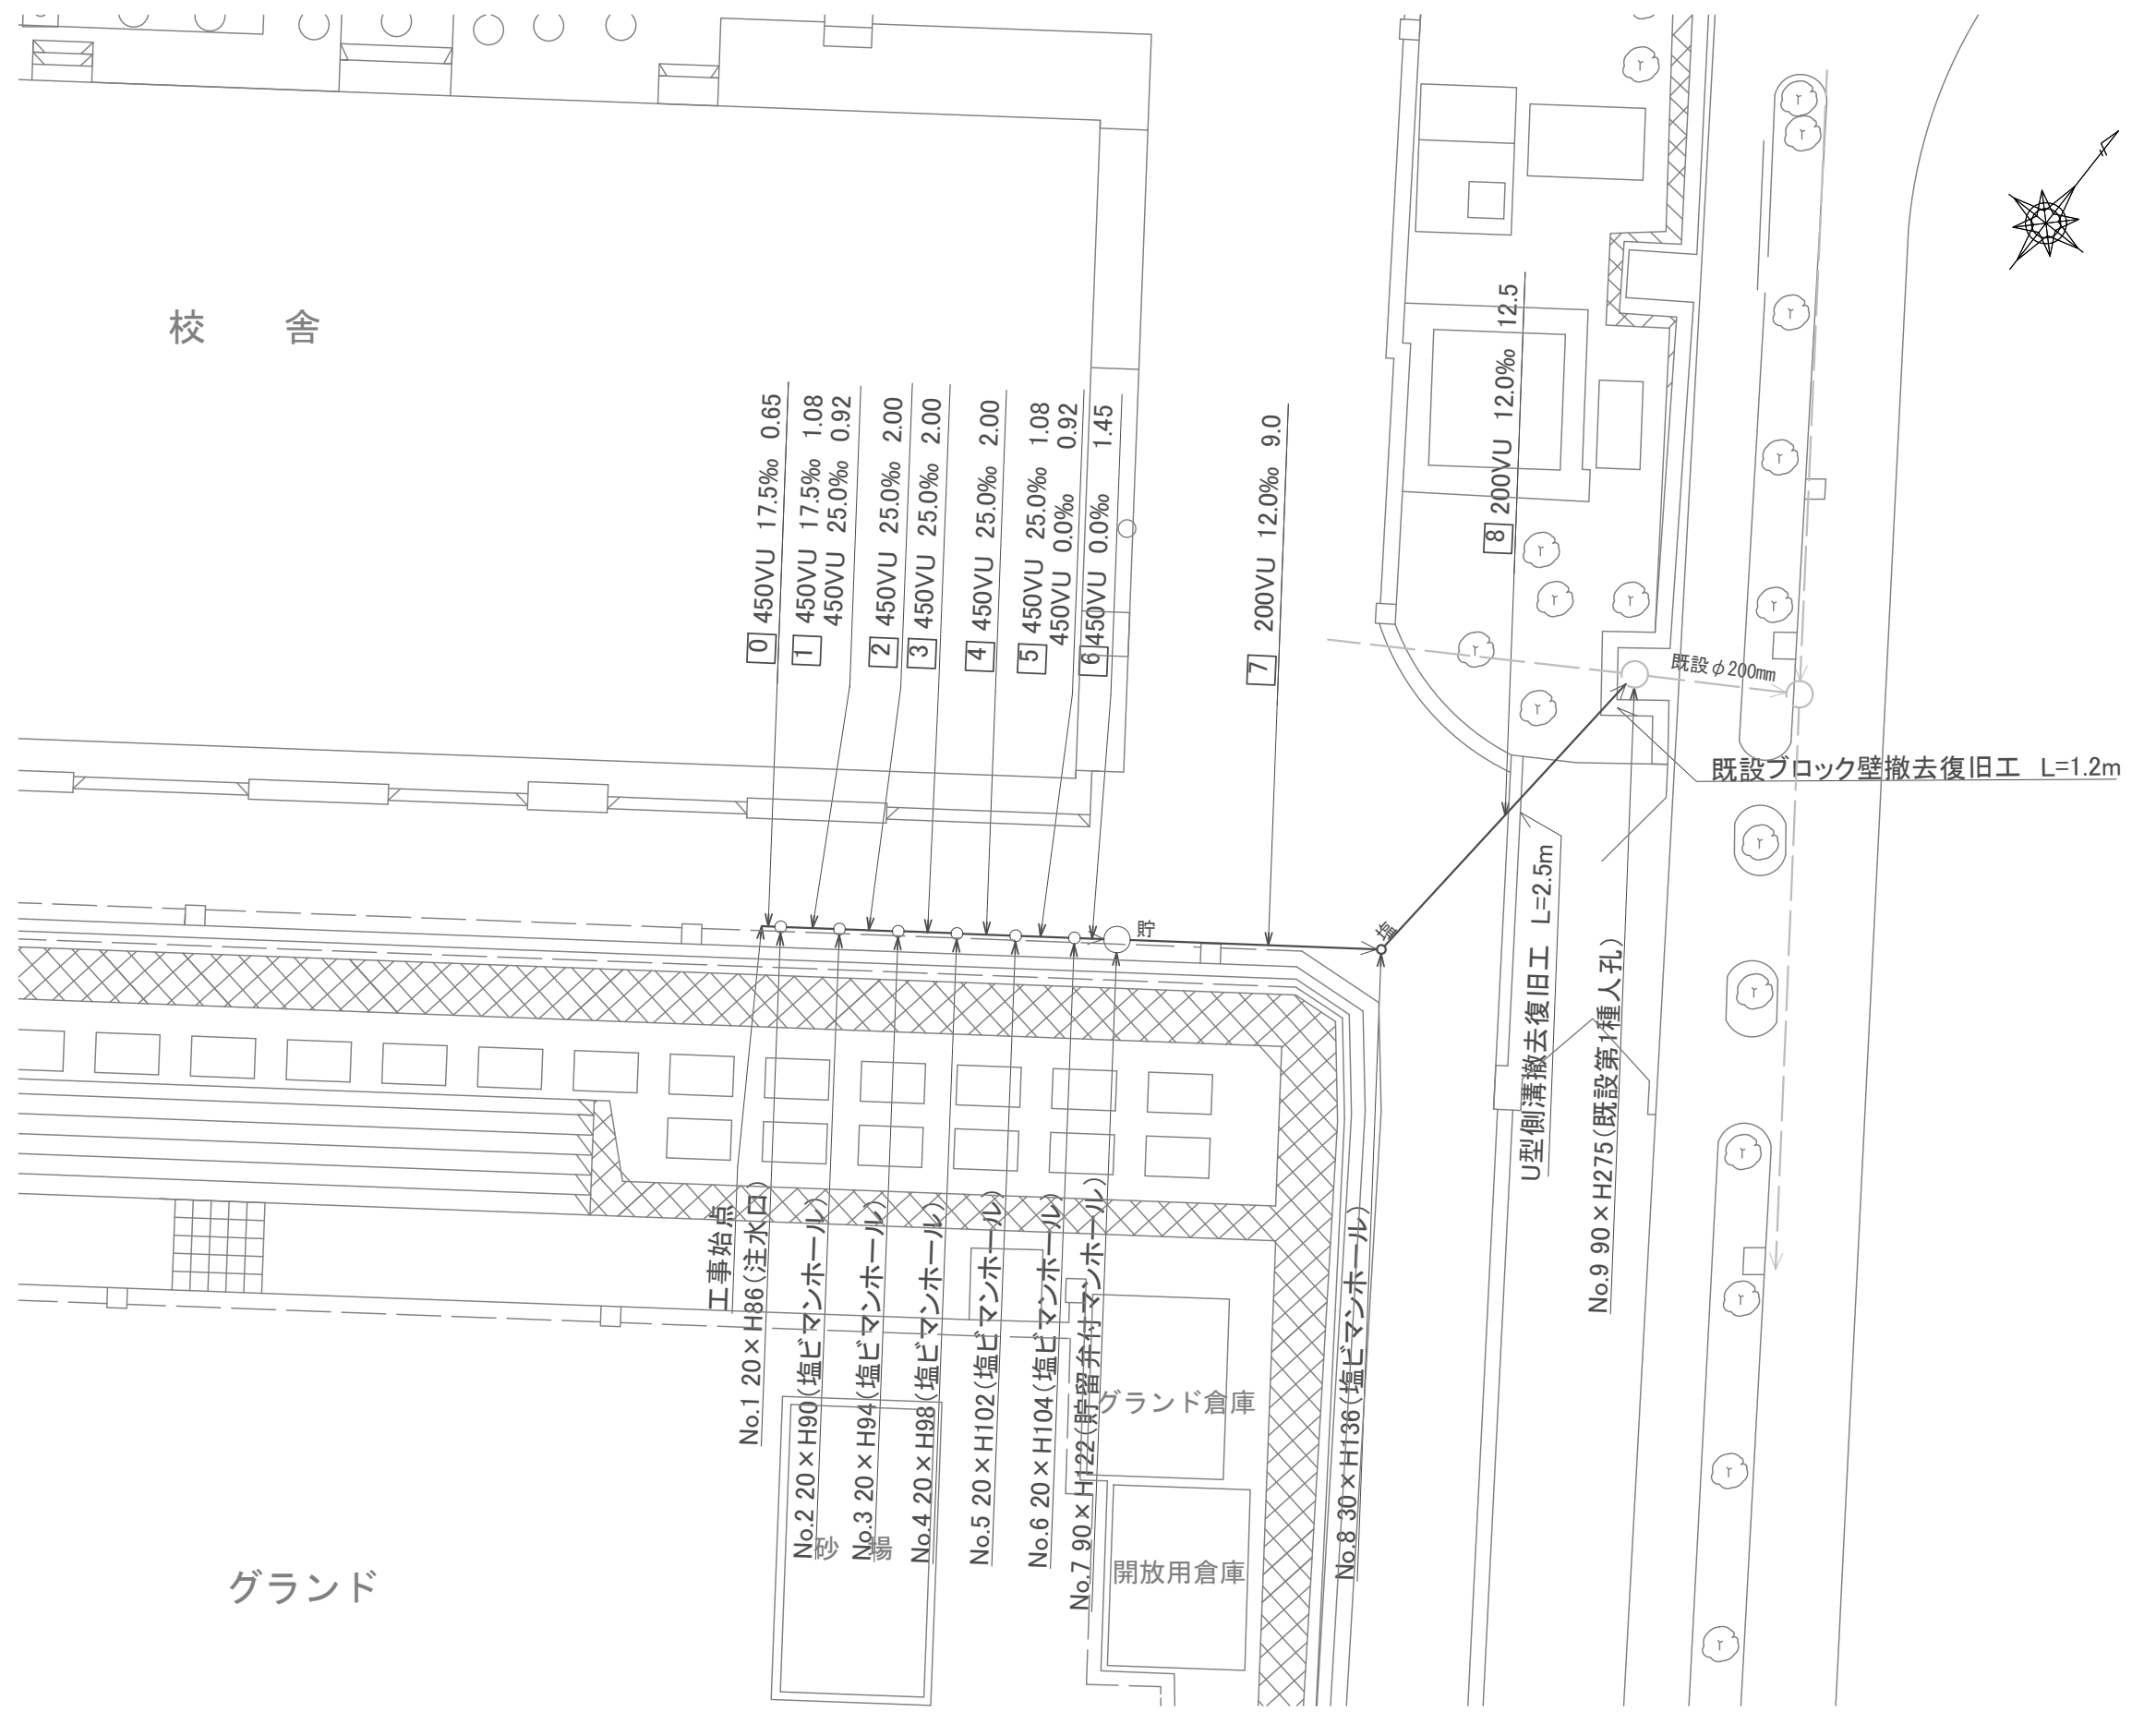 校　舎
0 450VU 17.5‰ 0.65
1 450VU 17.5‰ 1.08
450VU 25.0‰ 0.92
2 450VU 25.0‰ 2.00
3 450VU 25.0‰ 2.00
4 450VU 25.0‰ 2.00
5 450VU 25.0‰ 1.08
450VU 0.0‰ 0.92
6 450VU 0.0‰ 1.45
7 200VU 12.0‰ 9.0
8 200VU 12.0‰ 12.5
既設φ200mm
既設ブロック壁撤去復旧工　L=1.2m
貯
塩
U型側溝撤去復旧工　L=2.5m
工事始点
No.1 20×H86(注水口)
No.2 20×H90(塩ビマンホール)
No.3 20×H94(塩ビマンホール)
No.4 20×H98(塩ビマンホール)
No.5 20×H102(塩ビマンホール)
No.6 20×H104(塩ビマンホール)
No.7 90×H122(貯留弁付マンホール)
No.8 30×H136(塩ビマンホール)
No.9 90×H275(既設第1種人孔)
グランド倉庫
砂　場
開放用倉庫
グランド